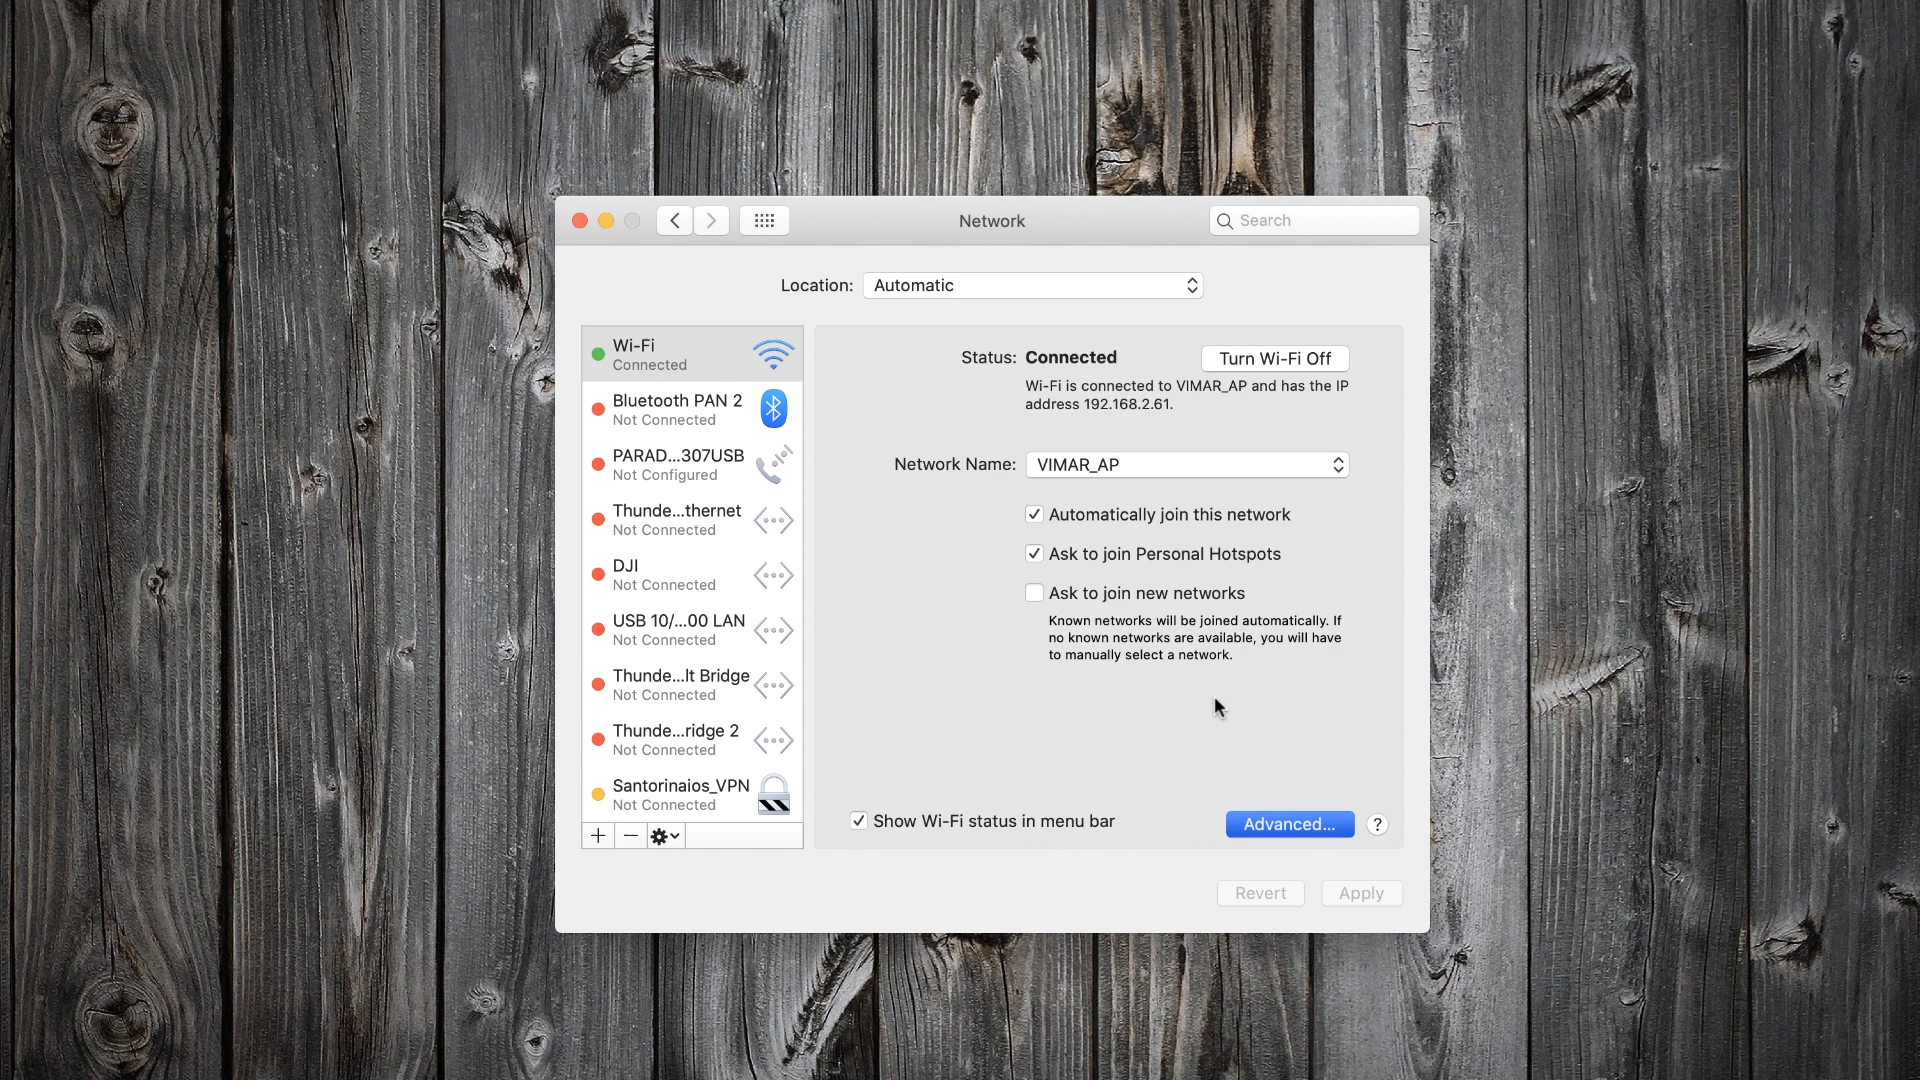 Network
Search
Location: Automatic
Wi-Fi
Connected
Bluetooth PAN 2
Not Connected
PARAD...307USB
Not Configured
Thunde...thernet
Not Connected
DJI
Not Connected
USB 10/...00 LAN
Not Connected
Thunde...lt Bridge
Not Connected
Thunde...ridge 2
Not Connected
Santorinaios_VPN
Not Connected
Status: Connected
Turn Wi-Fi Off
Wi-Fi is connected to VIMAR_AP and has the IP
address 192.168.2.61.
Network Name: VIMAR_AP
Automatically join this network
Ask to join Personal Hotspots
Ask to join new networks
Known networks will be joined automatically. If
no known networks are available, you will have
to manually select a network.
Show Wi-Fi status in menu bar
Advanced...
?
Revert
Apply